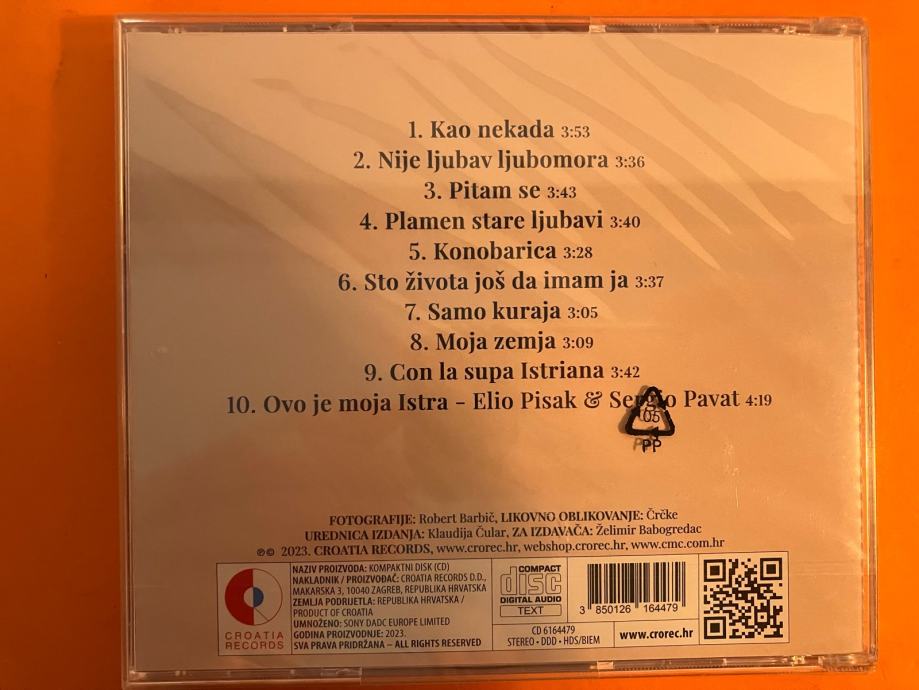 1. Kao nekada 3:53
2. Nije ljubav ljubomora 3:36
3. Pitam se 3:43
4. Plamen stare ljubavi 3:40
5. Konobarica 3:28
6. Sto života još da imam ja 3:37
7. Samo kuraja 3:05
8. Moja zemja 3:09
9. Con la supa Istriana 3:42
10. Ovo je moja Istra – Elio Pisak & Sergio Pavat 4:19
05
PP
FOTOGRAFIJE: Robert Barbič, LIKOVNO OBLIKOVANJE: Črčke
UREDNICA IZDANJA: Klaudija Čular, ZA IZDAVAČA: Želimir Babogredac
℗© 2023. CROATIA RECORDS, www.crorec.hr, webshop.crorec.hr, www.cmc.com.hr
CROATIA
RECORDS
NAZIV PROIZVODA: KOMPAKTNI DISK (CD)
NAKLADNIK / PROIZVOĐAČ: CROATIA RECORDS D.D.,
MAKARSKA 3, 10040 ZAGREB, REPUBLIKA HRVATSKA
ZEMLJA PODRIJETLA: REPUBLIKA HRVATSKA /
PRODUCT OF CROATIA
UMNOŽENO: SONY DADC EUROPE LIMITED
GODINA PROIZVODNJE: 2023.
SVA PRAVA PRIDRŽANA – ALL RIGHTS RESERVED
COMPACT
disc
DIGITAL AUDIO
TEXT
CD 6164479
STEREO • DDD • HDS/BIEM
3 850126 164479
www.crorec.hr